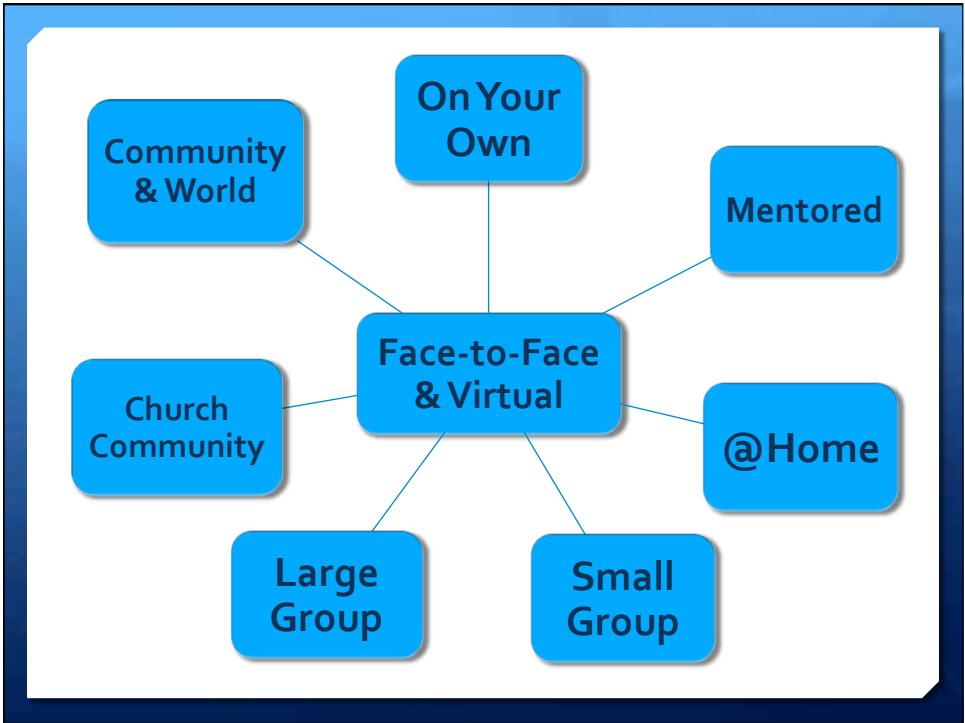 On Your
Own
Community
& World
Mentored
Face-to-Face
& Virtual
Church
Community
@Home
Large
Group
Small
Group